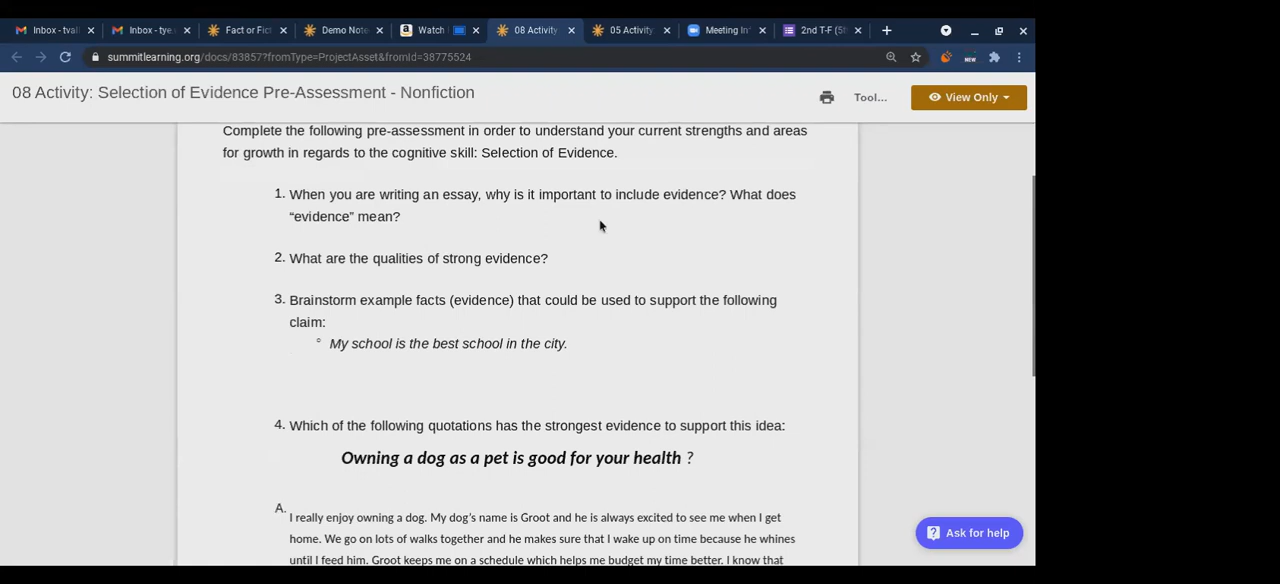 Inbox - tvall
Inbox - tye.v
Fact or Fict
Demo Note
Watch
08 Activity
05 Activity
Meeting In
2nd T-F (5th
summitlearning.org/docs/83857?fromType=ProjectAsset&fromId=38775524
NEW
08 Activity: Selection of Evidence Pre-Assessment - Nonfiction
Tool...
View Only
Complete the following pre-assessment in order to understand your current strengths and areas
for growth in regards to the cognitive skill: Selection of Evidence.
1. When you are writing an essay, why is it important to include evidence? What does
“evidence” mean?
2. What are the qualities of strong evidence?
3. Brainstorm example facts (evidence) that could be used to support the following
claim:
○ My school is the best school in the city.
4. Which of the following quotations has the strongest evidence to support this idea:
Owning a dog as a pet is good for your health ?
A.
I really enjoy owning a dog. My dog’s name is Groot and he is always excited to see me when I get
home. We go on lots of walks together and he makes sure that I wake up on time because he whines
until I feed him. Groot keeps me on a schedule which helps me budget my time better. I know that
Ask for help